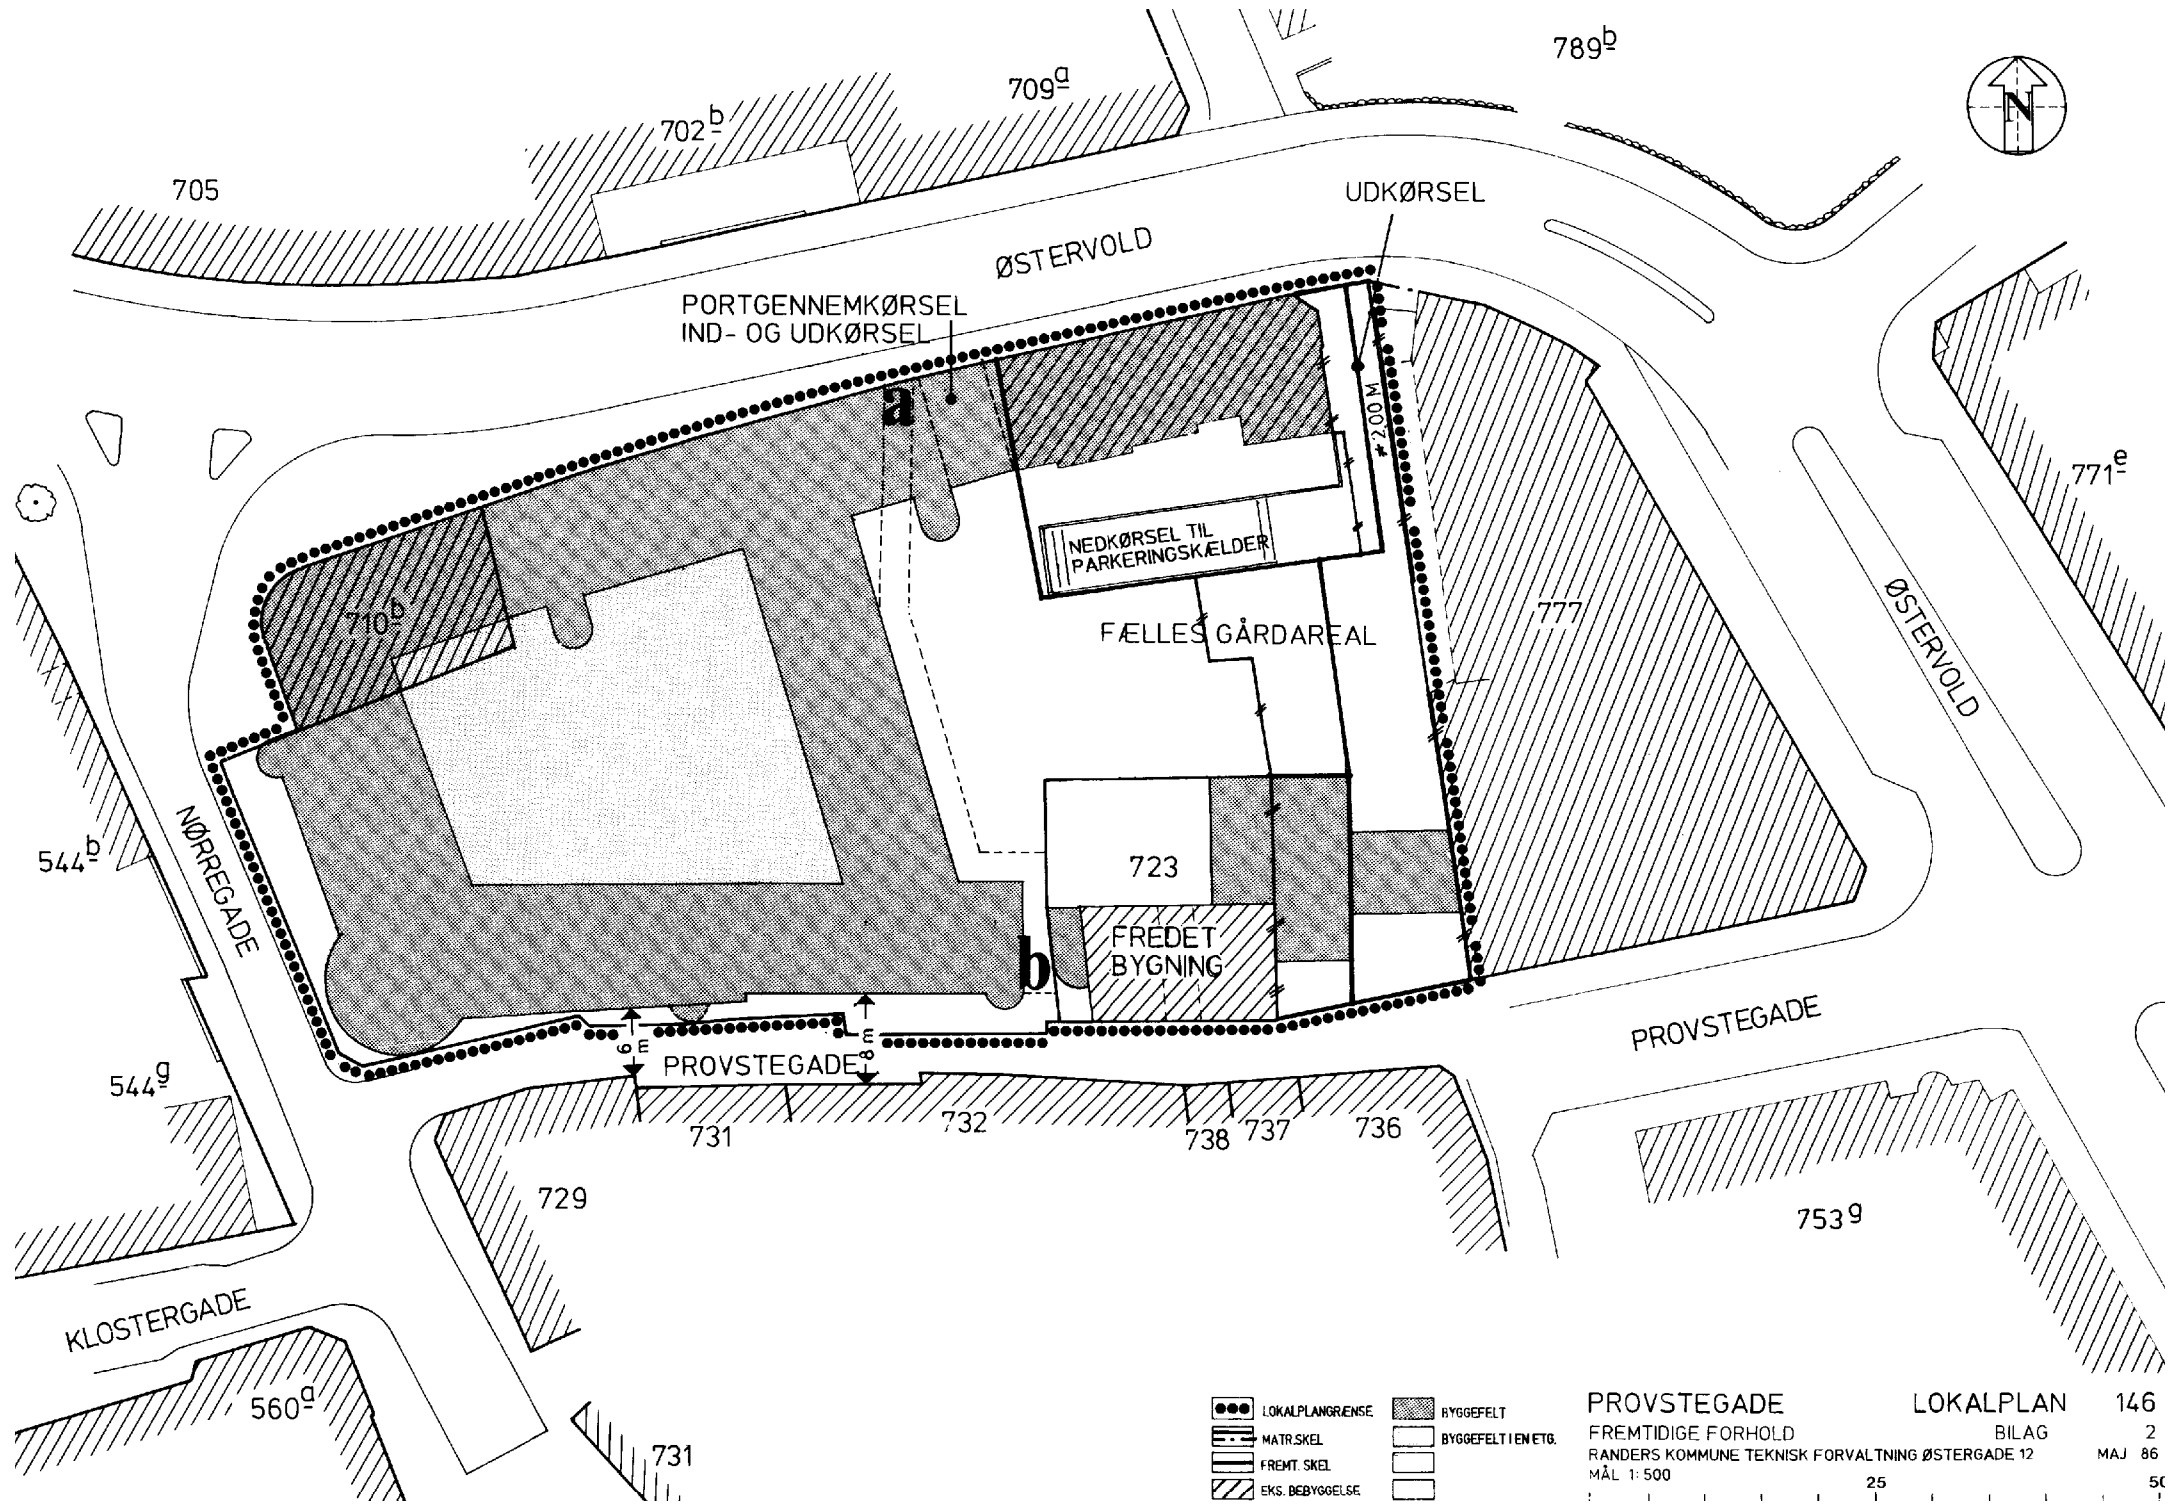 789b
709a
702b
N
705
UDKØRSEL
ØSTERVOLD
PORTGENNEMKØRSEL
IND- OG UDKØRSEL
a
≠ 2.00 M
771e
NEDKØRSEL TIL
PARKERINGSKÆLDER
710b
777
FÆLLES GÅRDAREAL
ØSTERVOLD
NØRREGADE
544b
723
FREDET
BYGNING
b
6 m
8 m
PROVSTEGADE
PROVSTEGADE
544g
731
732
738
737
736
729
753g
KLOSTERGADE
560a
731
LOKALPLANGRÆNSE
MATR.SKEL
FREMT. SKEL
EKS. BEBYGGELSE
BYGGEFELT
BYGGEFELT I EN ETG.
PROVSTEGADE LOKALPLAN 146
FREMTIDIGE FORHOLD BILAG 2
RANDERS KOMMUNE TEKNISK FORVALTNING ØSTERGADE 12 MAJ 86
MÅL 1:500
25
50